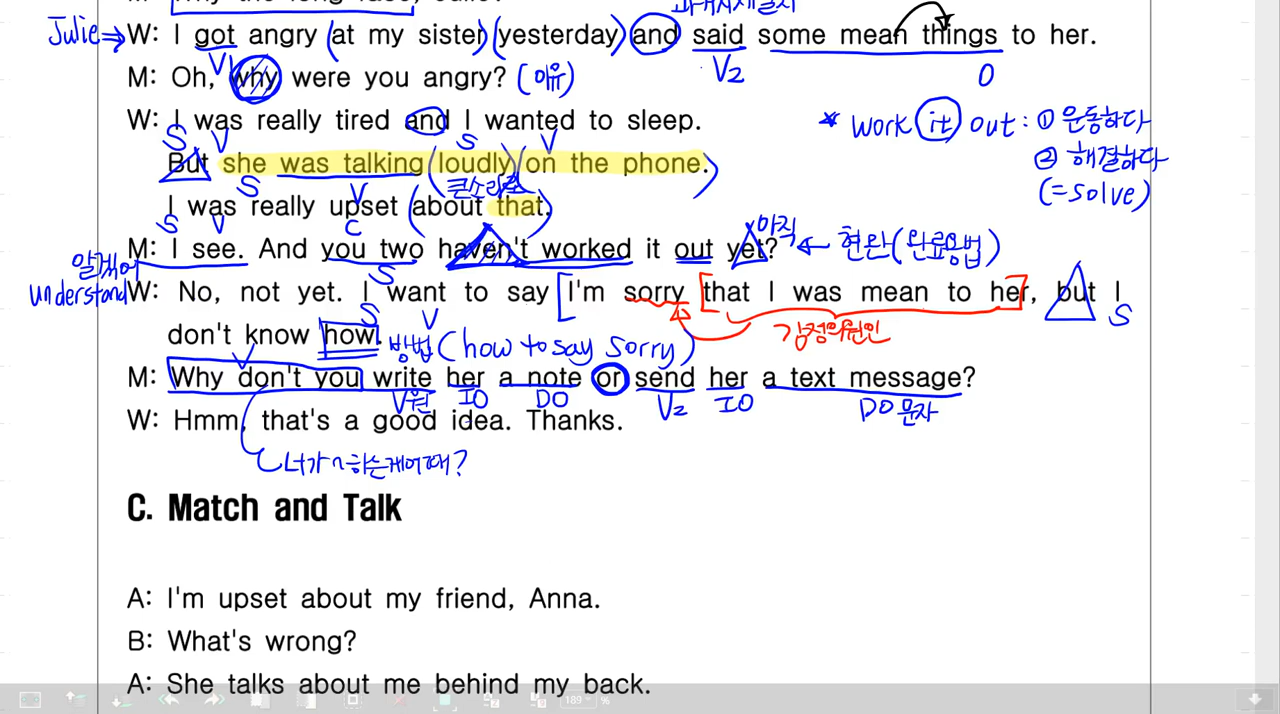 Julie → W: I got angry (at my sister) (yesterday) and said some mean things to her.
V1 V2 O
M: Oh, why were you angry? (이유)
W: I was really tired and I wanted to sleep.
S V S V
* work it out : ① 운동하다
② 해결하다
(= solve)
But she was talking (loudly) (on the phone.)
S V 큰소리로
I was really upset (about that.)
S V C
M: I see. And you two haven't worked it out yet? ← 현완(완료용법)
알겠어 S 아직
understand
W: No, not yet. I want to say [I'm sorry [that I was mean to her], but I
S V 감정의 원인 S
don't know how. 방법 (how to say sorry)
V
M: Why don't you write her a note or send her a text message?
V원 IO DO V2 IO DO 문자
W: Hmm, that's a good idea. Thanks.
너가 ~하는게 어때?
C. Match and Talk
A: I'm upset about my friend, Anna.
B: What's wrong?
A: She talks about me behind my back.
189 %